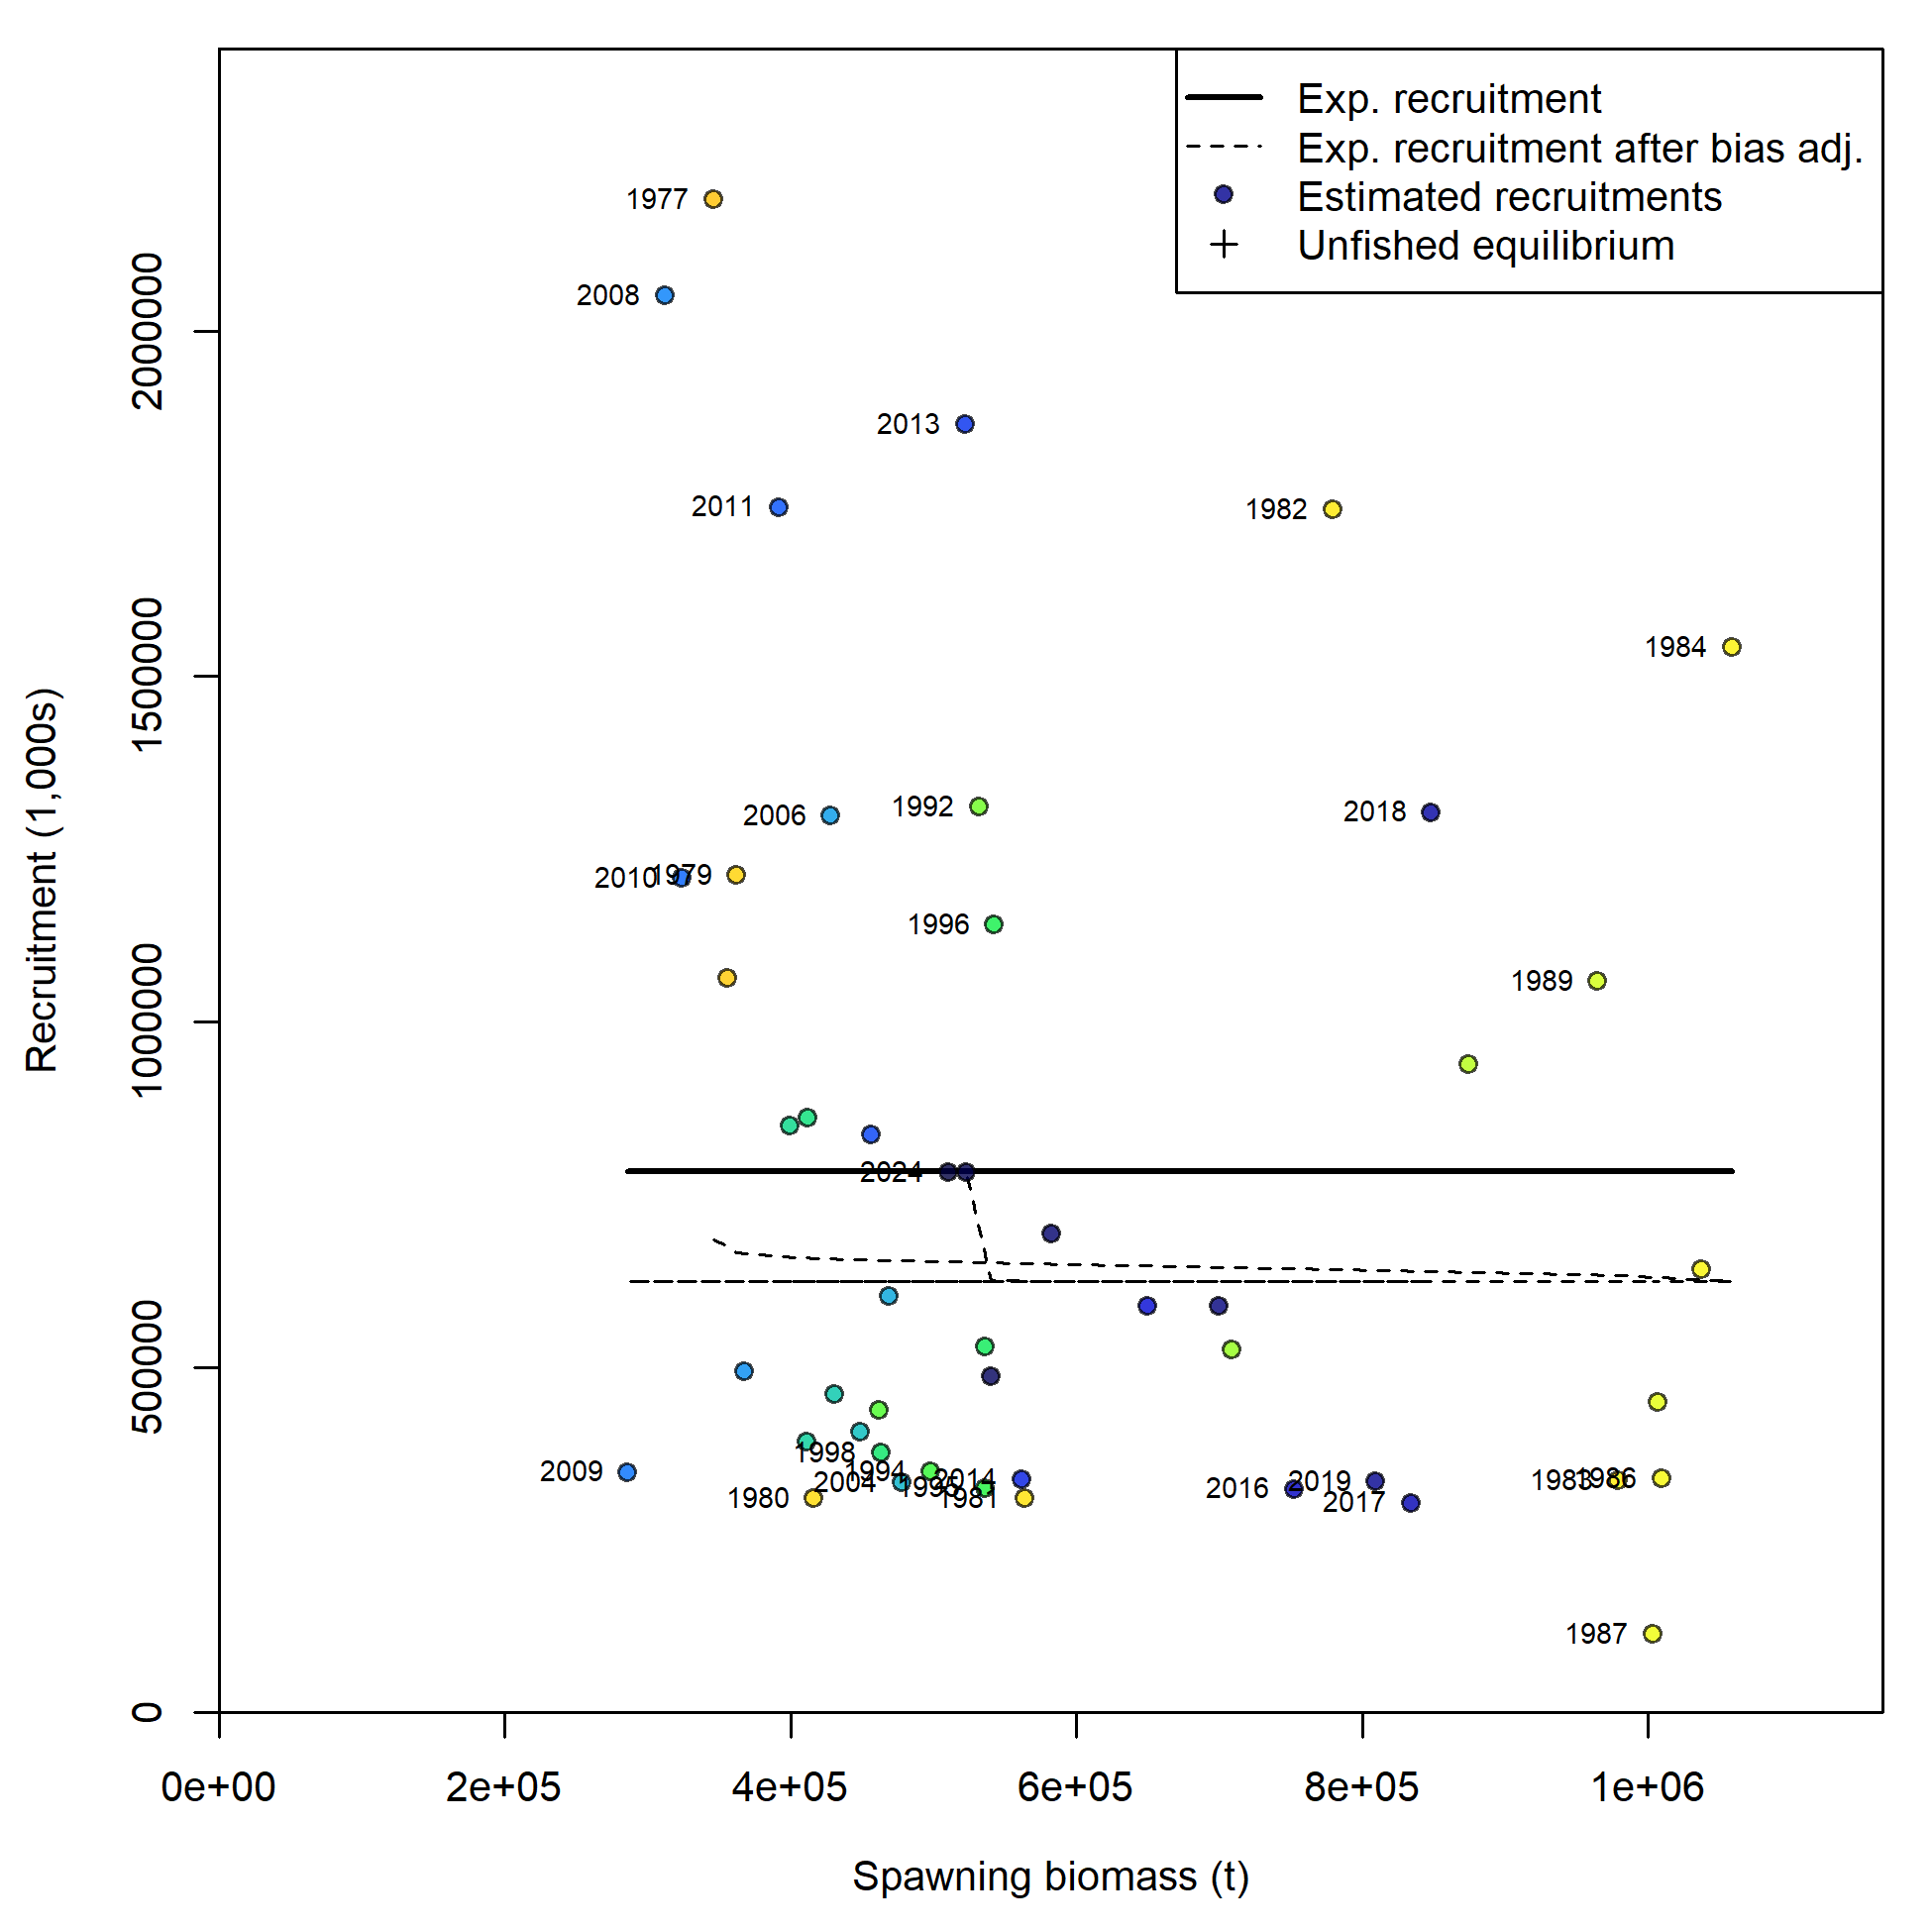 Exp. recruitment
Exp. recruitment after bias adj.
Estimated recruitments
Unfished equilibrium
1977
2008
2013
2011
1982
1984
2006
1992
2018
2010
1979
1996
1989
2024
2009
1998
1994
2004
1995
2014
1980
1981
2016
2019
2017
1983
1986
1987
Recruitment (1,000s)
2000000
1500000
1000000
500000
0
0e+00
2e+05
4e+05
6e+05
8e+05
1e+06
Spawning biomass (t)